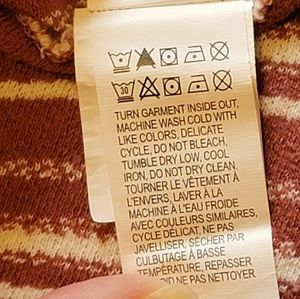 30
TURN GARMENT INSIDE OUT,
MACHINE WASH COLD WITH
LIKE COLORS, DELICATE
CYCLE, DO NOT BLEACH,
TUMBLE DRY LOW, COOL
IRON, DO NOT DRY CLEAN
TOURNER LE VÊTEMENT À
L'ENVERS, LAVER À LA
MACHINE À L'EAU FROIDE
AVEC COULEURS SIMILAIRES,
CYCLE DÉLICAT, NE PAS
JAVELLISER, SÉCHER PAR
CULBUTAGE À BASSE
TEMPÉRATURE, REPASSER
NE PAS NETTOYER